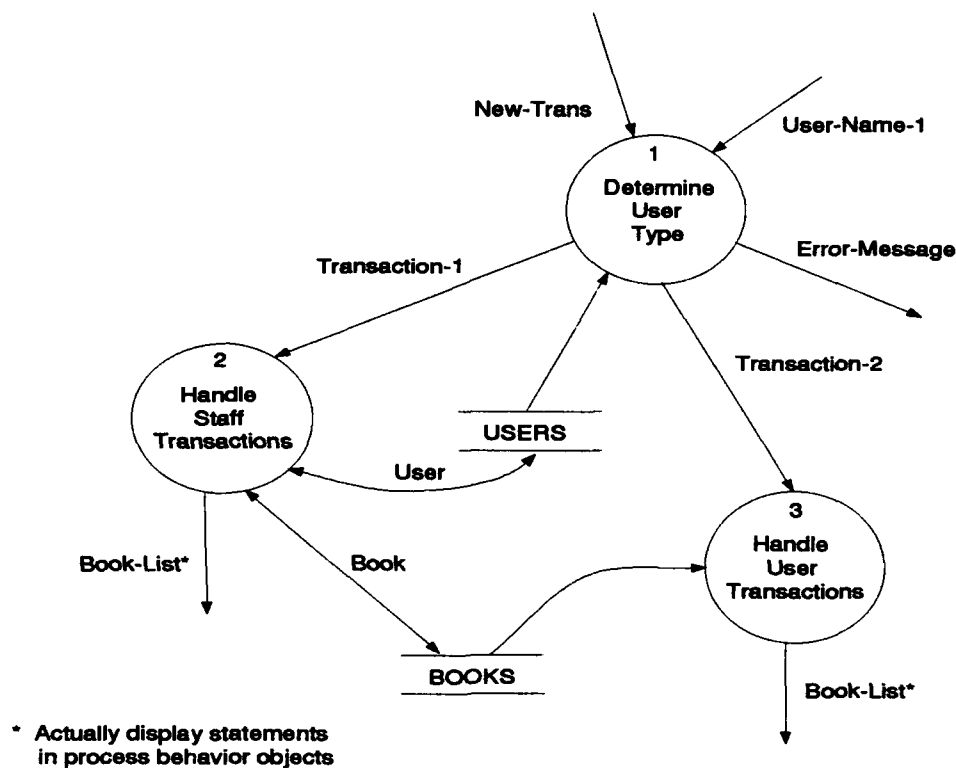 New-Trans
User-Name-1
1
Determine
User
Type
Error-Message
Transaction-1
Transaction-2
2
Handle
Staff
Transactions
USERS
User
3
Handle
User
Transactions
Book-List*
Book
BOOKS
Book-List*
* Actually display statements
in process behavior objects